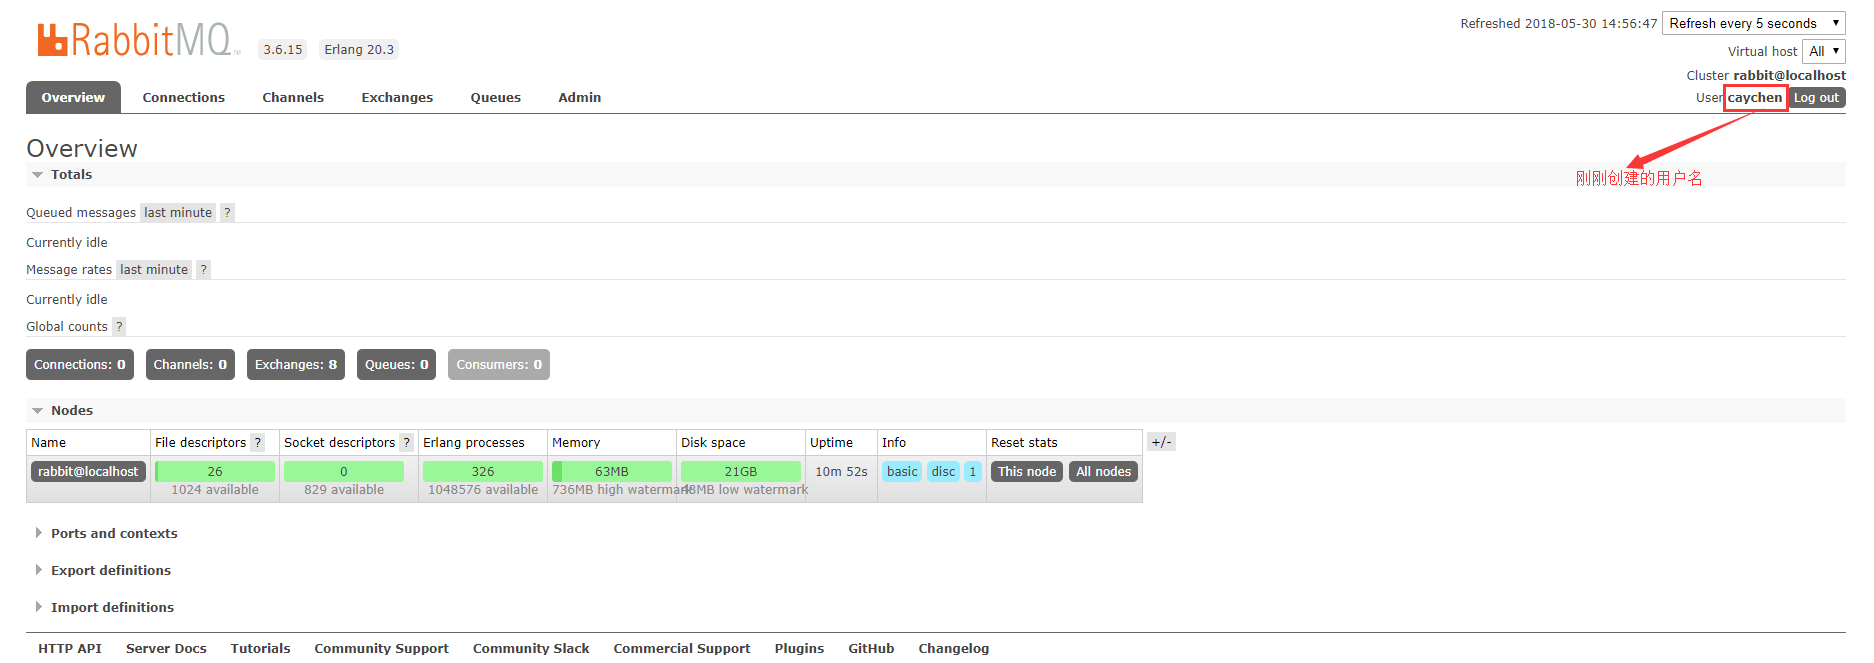 RabbitMQ TM 3.6.15 Erlang 20.3
Refreshed 2018-05-30 14:56:47 Refresh every 5 seconds
Virtual host All
Cluster rabbit@localhost
User caychen Log out
Overview Connections Channels Exchanges Queues Admin
刚刚创建的用户名
Overview
Totals
Queued messages last minute ?
Currently idle
Message rates last minute ?
Currently idle
Global counts ?
Connections: 0 Channels: 0 Exchanges: 8 Queues: 0 Consumers: 0
Nodes
Name File descriptors ? Socket descriptors ? Erlang processes Memory Disk space Uptime Info Reset stats +/-
rabbit@localhost 26 0 326 63MB 21GB 10m 52s basic disc 1 This node All nodes
1024 available 829 available 1048576 available 736MB high watermark 48MB low watermark
Ports and contexts
Export definitions
Import definitions
HTTP API Server Docs Tutorials Community Support Community Slack Commercial Support Plugins GitHub Changelog